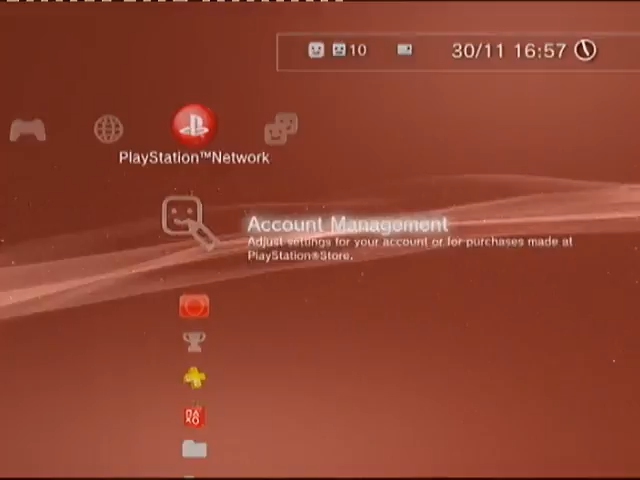 10 30/11 16:57
PlayStation™Network
Account Management
Adjust settings for your account or for purchases made at
PlayStation®Store.